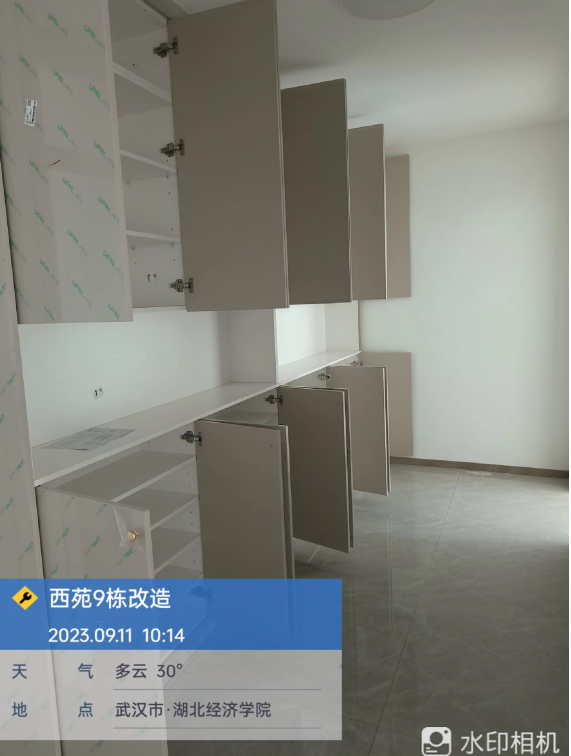 西苑9栋改造
2023.09.11 10:14
天 气 多云 30°
地 点 武汉市·湖北经济学院
水印相机